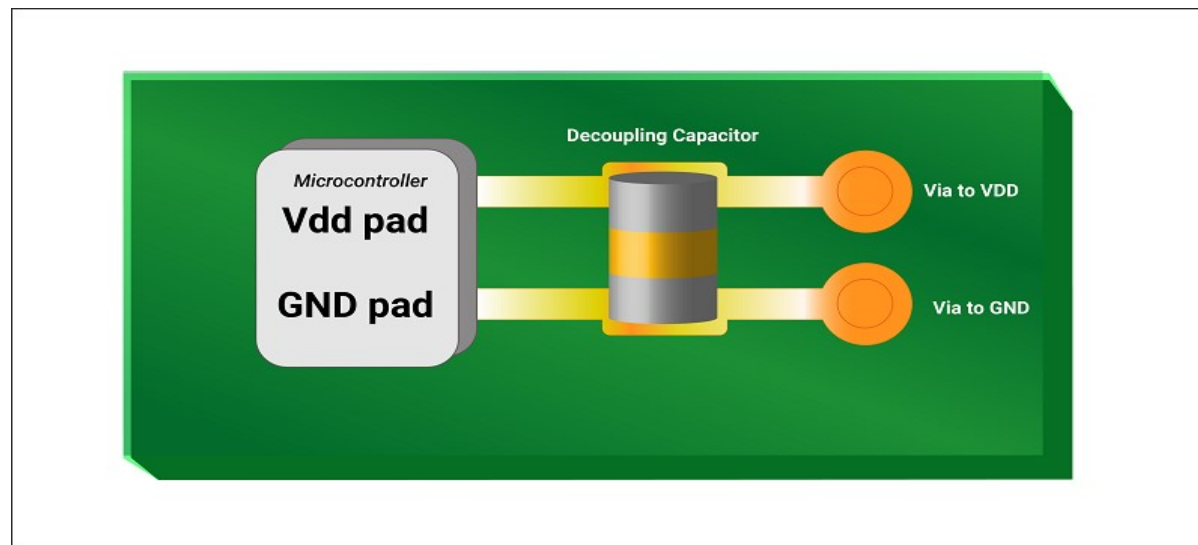 Decoupling Capacitor
Microcontroller
Vdd pad
Via to VDD
GND pad
Via to GND